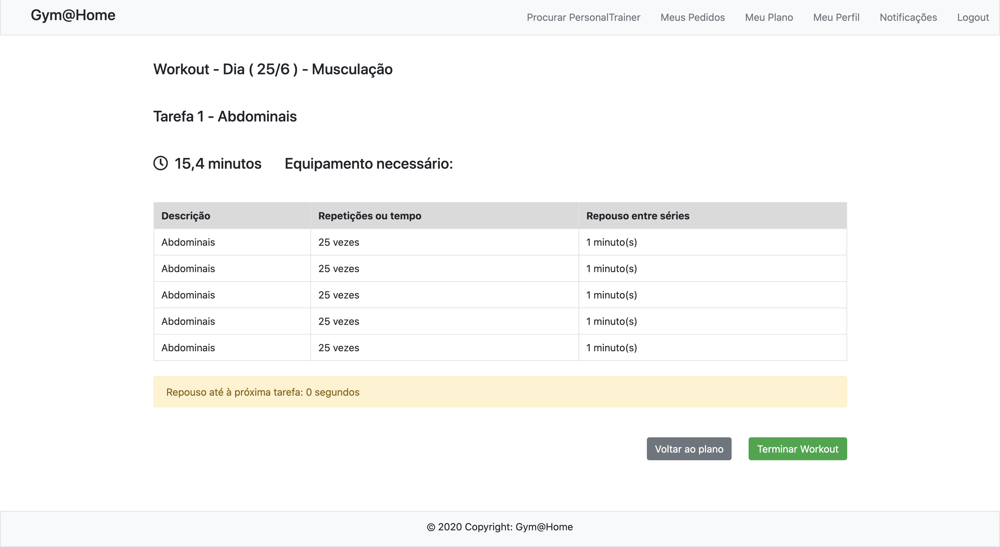 Gym@Home Procurar PersonalTrainer Meus Pedidos Meu Plano Meu Perfil Notificações Logout
Workout - Dia ( 25/6 ) - Musculação
Tarefa 1 - Abdominais
15,4 minutos Equipamento necessário:
Descrição Repetições ou tempo Repouso entre séries
Abdominais 25 vezes 1 minuto(s)
Abdominais 25 vezes 1 minuto(s)
Abdominais 25 vezes 1 minuto(s)
Abdominais 25 vezes 1 minuto(s)
Abdominais 25 vezes 1 minuto(s)
Repouso até à próxima tarefa: 0 segundos
Voltar ao plano Terminar Workout
© 2020 Copyright: Gym@Home